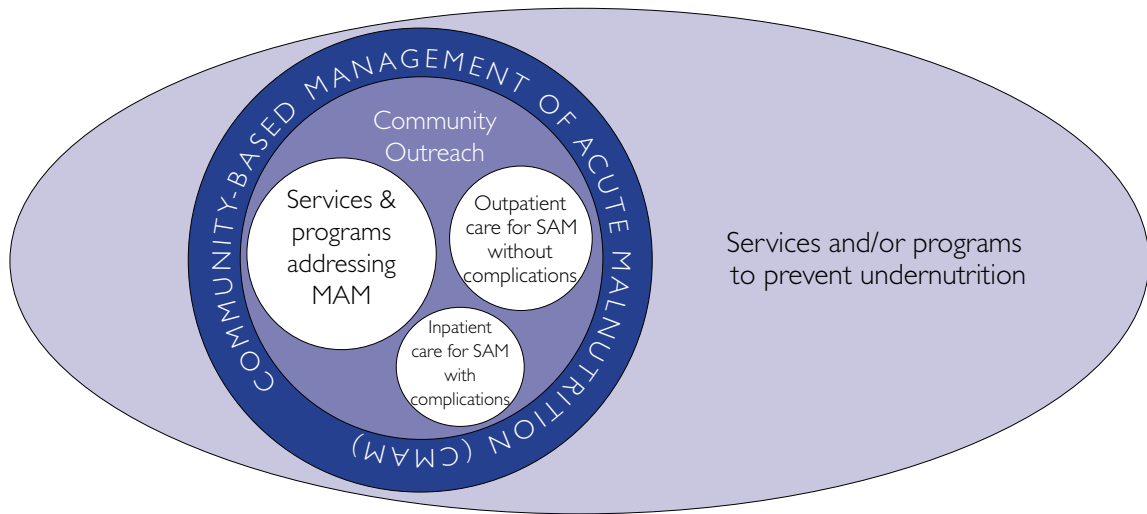 COMMUNITY-BASED MANAGEMENT OF ACUTE MALNUTRITION (CMAM)
Community
Outreach
Services &
programs
addressing
MAM
Outpatient
care for SAM
without
complications
Inpatient
care for SAM
with
complications
Services and/or programs
to prevent undernutrition